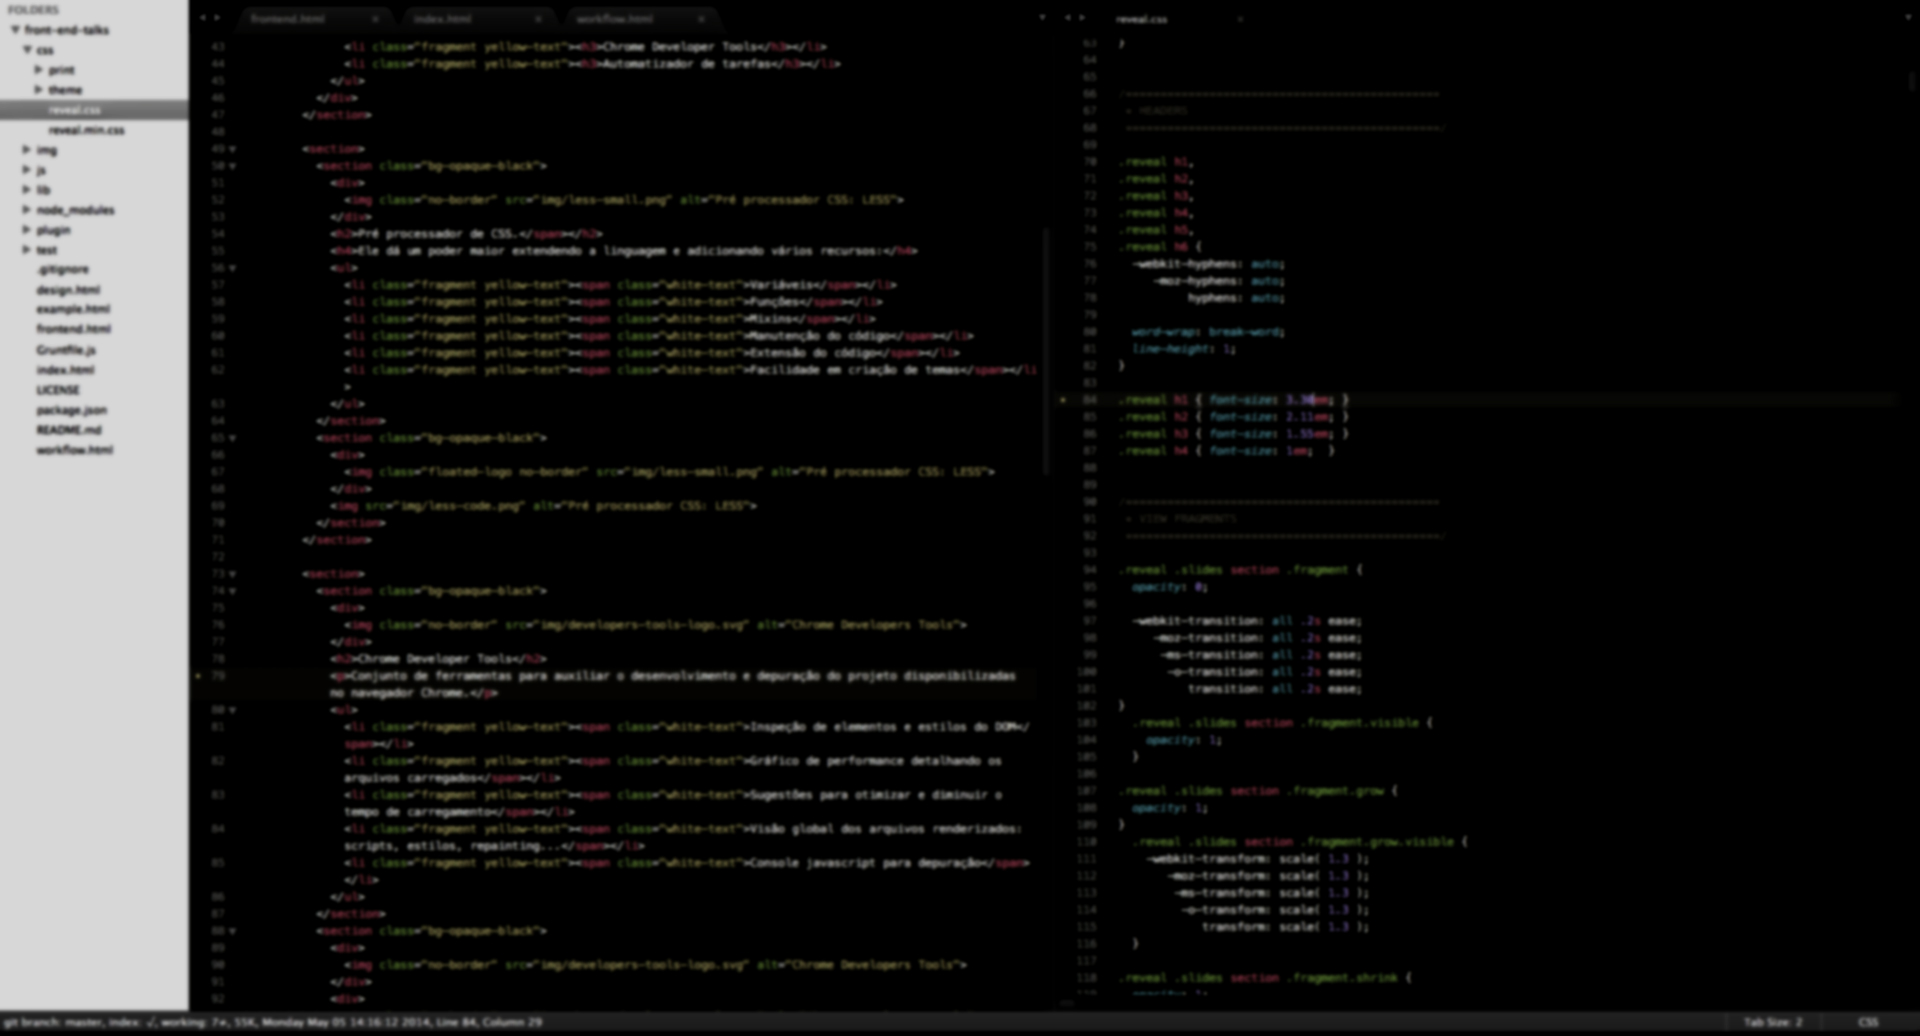 FOLDERS
front-end-talks
css
print
theme
reveal.css
reveal.min.css
img
js
lib
node_modules
plugin
test
.gitignore
design.html
example.html
frontend.html
Gruntfile.js
index.html
LICENSE
package.json
README.md
workflow.html
frontend.html
index.html
workflow.html
43 <li class="fragment yellow-text"><h3>Chrome Developer Tools</h3></li>
44 <li class="fragment yellow-text"><h3>Automatizador de tarefas</h3></li>
45 </ul>
46 </div>
47 </section>
48
49 <section>
50 <section class="bg-opaque-black">
51 <div>
52 <img class="no-border" src="img/less-small.png" alt="Pré processador CSS: LESS">
53 </div>
54 <h2>Pré processador de CSS.</span></h2>
55 <h4>Ele dá um poder maior extendendo a linguagem e adicionando vários recursos:</h4>
56 <ul>
57 <li class="fragment yellow-text"><span class="white-text">Variáveis</span></li>
58 <li class="fragment yellow-text"><span class="white-text">Funções</span></li>
59 <li class="fragment yellow-text"><span class="white-text">Mixins</span></li>
60 <li class="fragment yellow-text"><span class="white-text">Manutenção do código</span></li>
61 <li class="fragment yellow-text"><span class="white-text">Extensão do código</span></li>
62 <li class="fragment yellow-text"><span class="white-text">Facilidade em criação de temas</span></li
>
63 </ul>
64 </section>
65 <section class="bg-opaque-black">
66 <div>
67 <img class="floated-logo no-border" src="img/less-small.png" alt="Pré processador CSS: LESS">
68 </div>
69 <img src="img/less-code.png" alt="Pré processador CSS: LESS">
70 </section>
71 </section>
72
73 <section>
74 <section class="bg-opaque-black">
75 <div>
76 <img class="no-border" src="img/developers-tools-logo.svg" alt="Chrome Developers Tools">
77 </div>
78 <h2>Chrome Developer Tools</h2>
79 <p>Conjunto de ferramentas para auxiliar o desenvolvimento e depuração do projeto disponibilizadas
no navegador Chrome.</p>
80 <ul>
81 <li class="fragment yellow-text"><span class="white-text">Inspeção de elementos e estilos do DOM</
span></li>
82 <li class="fragment yellow-text"><span class="white-text">Gráfico de performance detalhando os
arquivos carregados</span></li>
83 <li class="fragment yellow-text"><span class="white-text">Sugestões para otimizar e diminuir o
tempo de carregamento</span></li>
84 <li class="fragment yellow-text"><span class="white-text">Visão global dos arquivos renderizados:
scripts, estilos, repainting...</span></li>
85 <li class="fragment yellow-text"><span class="white-text">Console javascript para depuração</span>
</li>
86 </ul>
87 </section>
88 <section class="bg-opaque-black">
89 <div>
90 <img class="no-border" src="img/developers-tools-logo.svg" alt="Chrome Developers Tools">
91 </div>
92 <div>
reveal.css
63 }
64
65
66
67 HEADERS
68
69
70 .reveal h1,
71 .reveal h2,
72 .reveal h3,
73 .reveal h4,
74 .reveal h5,
75 .reveal h6 {
76 -webkit-hyphens: auto;
77 -moz-hyphens: auto;
78 hyphens: auto;
79
80 word-wrap: break-word;
81 line-height: 1;
82 }
83
84 .reveal h1 { font-size: em; }
85 .reveal h2 { font-size: 2.11em; }
86 .reveal h3 { font-size: 1.55em; }
87 .reveal h4 { font-size: 1em; }
88
89
90
91 VIEW FRAGMENTS
92
93
94 .reveal .slides section .fragment {
95 opacity: 0;
96
97 -webkit-transition: all .2s ease;
98 -moz-transition: all .2s ease;
99 -ms-transition: all .2s ease;
100 -o-transition: all .2s ease;
101 transition: all .2s ease;
102 }
103 .reveal .slides section .fragment.visible {
104 opacity: 1;
105 }
106
107 .reveal .slides section .fragment.grow {
108 opacity: 1;
109 }
110 .reveal .slides section .fragment.grow.visible {
111 -webkit-transform: scale( 1.3 );
112 -moz-transform: scale( 1.3 );
113 -ms-transform: scale( 1.3 );
114 -o-transform: scale( 1.3 );
115 transform: scale( 1.3 );
116 }
117
118 .reveal .slides section .fragment.shrink {
git branch: master, index: √, working: 7≠, 55K, Monday May 05 14:16:12 2014, Line 84, Column 29
Tab Size: 2
CSS